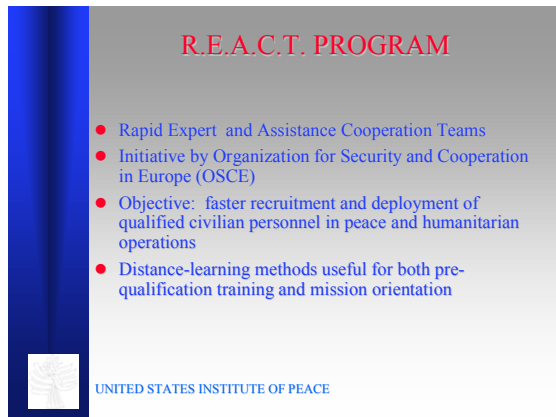 R.E.A.C.T. PROGRAM
● Rapid Expert and Assistance Cooperation Teams
● Initiative by Organization for Security and Cooperation
in Europe (OSCE)
● Objective: faster recruitment and deployment of
qualified civilian personnel in peace and humanitarian
operations
● Distance-learning methods useful for both pre-
qualification training and mission orientation
UNITED STATES INSTITUTE OF PEACE